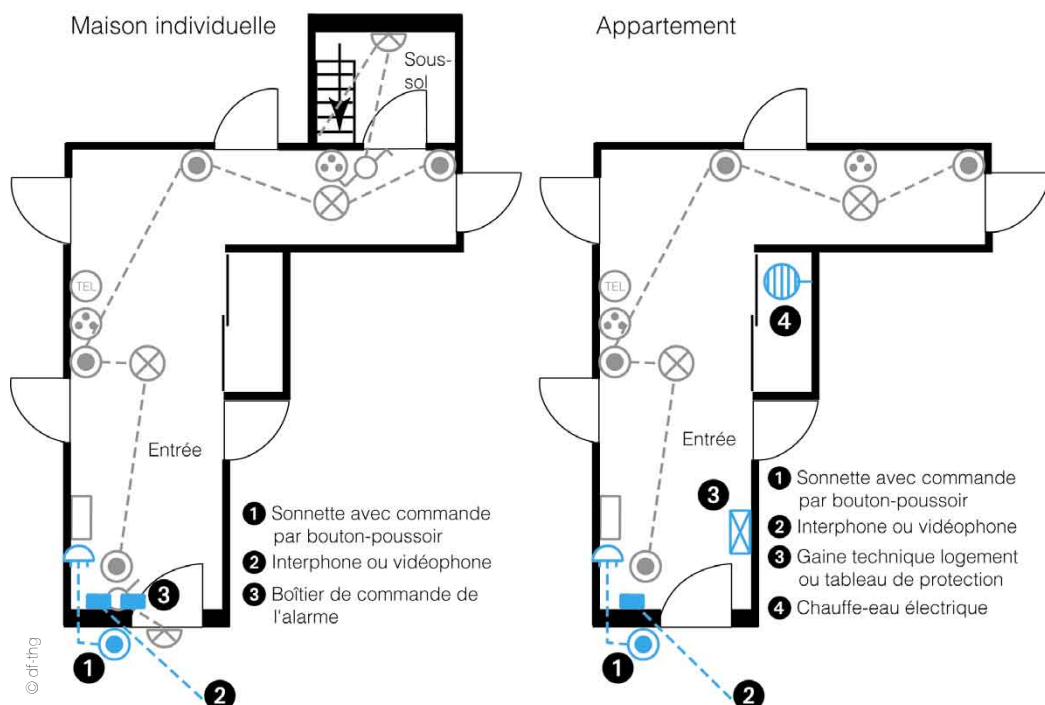 Maison individuelle
Sous-
sol
TEL
Entrée
1 Sonnette avec commande
par bouton-poussoir
2 Interphone ou vidéophone
3 Boîtier de commande de
l'alarme
3
1
2
© df-thg
Appartement
TEL
4
Entrée
3
1 Sonnette avec commande
par bouton-poussoir
2 Interphone ou vidéophone
3 Gaine technique logement
ou tableau de protection
4 Chauffe-eau électrique
1
2